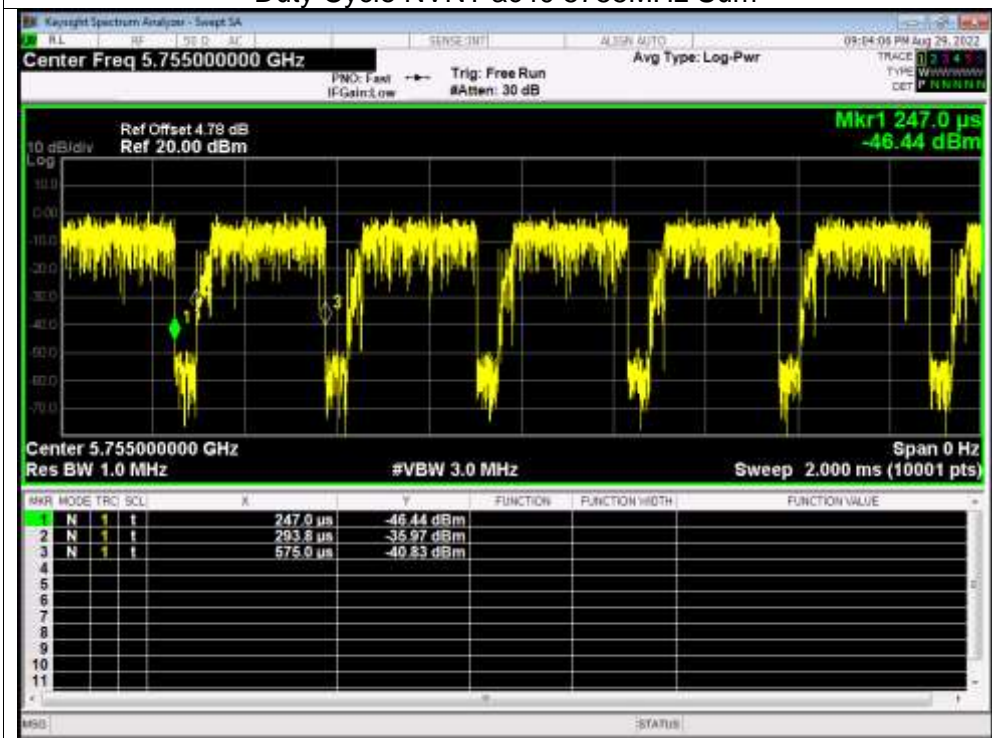 Keysight Spectrum Analyzer - Swept SA
RL RF 50 Ω AC SENSE:INT ALIGN AUTO 09:04:06 PM Aug 29, 2022
Center Freq 5.755000000 GHz
Avg Type: Log-Pwr
TRACE 1 2 3 4 5 6
PNO: Fast Trig: Free Run
TYPE W
IFGain:Low #Atten: 30 dB
DET P N N N N N
Mkr1 247.0 µs
-46.44 dBm
Ref Offset 4.78 dB
10 dB/div Ref 20.00 dBm
Log
10.0
0.00
-10.0
-20.0
-30.0
-40.0
-50.0
-60.0
-70.0
1
3
Center 5.755000000 GHz Span 0 Hz
Res BW 1.0 MHz #VBW 3.0 MHz Sweep 2.000 ms (10001 pts)
MKR MODE TRC SCL X Y FUNCTION FUNCTION WIDTH FUNCTION VALUE
1 N 1 t 247.0 µs -46.44 dBm
2 N 1 t 293.8 µs -35.97 dBm
3 N 1 t 575.0 µs -40.83 dBm
4
5
6
7
8
9
10
11
MSG STATUS